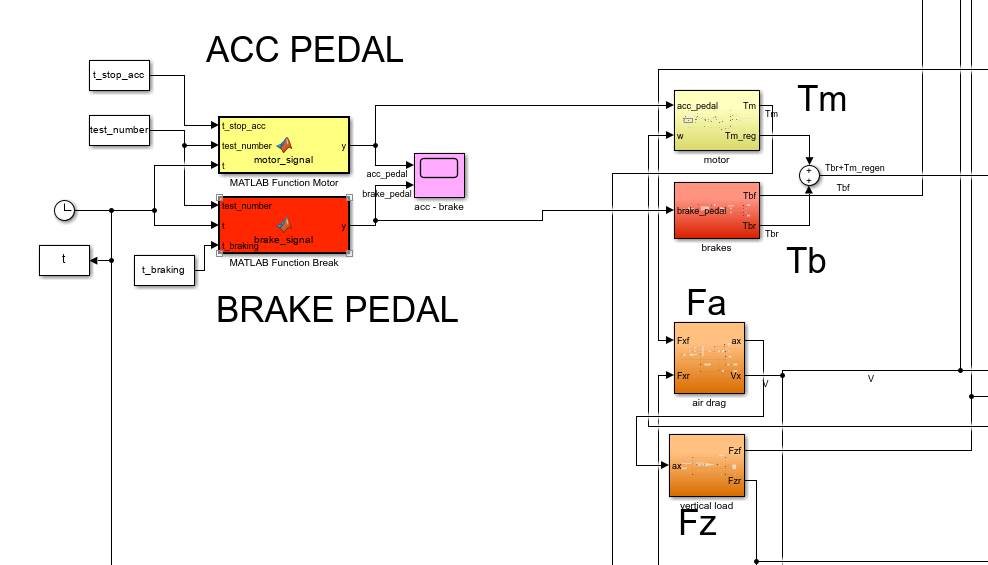 ACC PEDAL
t_stop_acc
test_number
t_stop_acc
test_number
t
y
motor_signal
MATLAB Function Motor
acc_pedal
brake_pedal
acc - brake
test_number
t
t_braking
y
brake_signal
MATLAB Function Break
t
t_braking
BRAKE PEDAL
acc_pedal
w
Tm
Tm_reg
motor
Tm
Tm
+
+
Tbr+Tm_regen
Tbf
brake_pedal
Tbf
Tbr
brakes
Tbr
Tb
Fa
Fxf
Fxr
ax
Vx
air drag
V
V
ax
Fzf
Fzr
vertical load
Fz